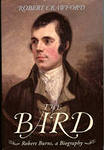 ROBERT CRAWFORD
THE
BARD
Robert Burns, a Biography